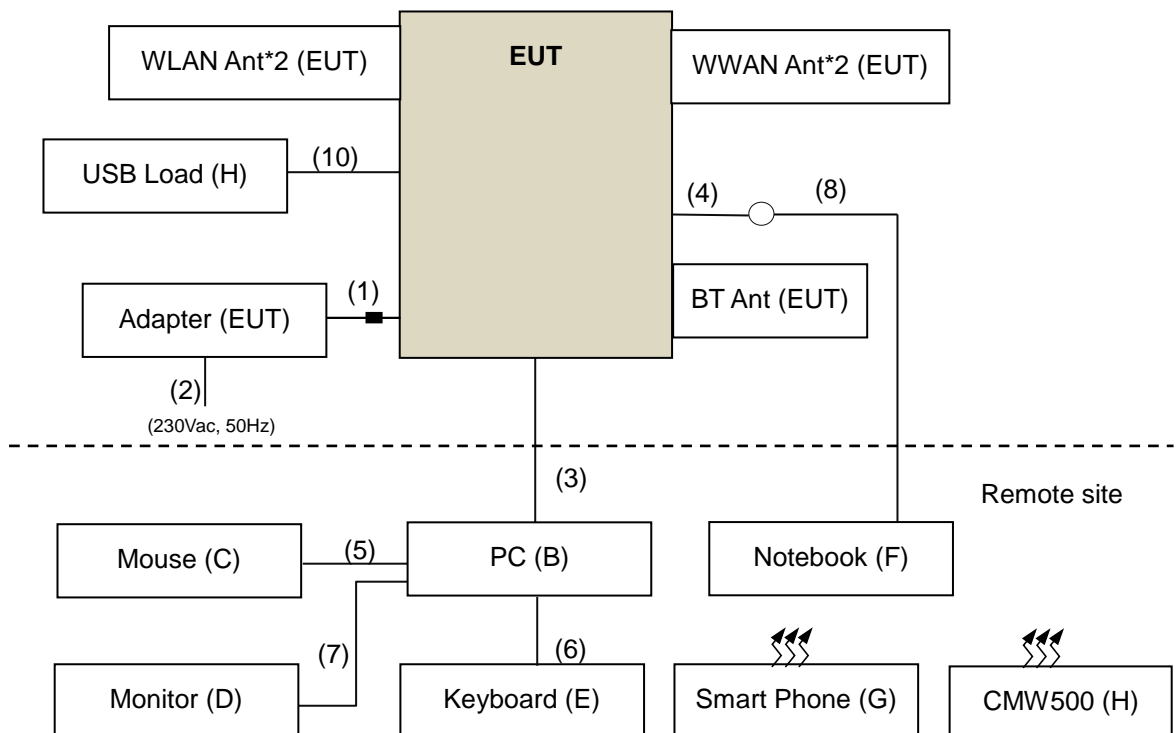 EUT
WLAN Ant*2 (EUT)
WWAN Ant*2 (EUT)
USB Load (H)
(10)
(4)
(8)
BT Ant (EUT)
Adapter (EUT)
(1)
(2)
(230Vac, 50Hz)
(3)
Remote site
Mouse (C)
(5)
PC (B)
Notebook (F)
(7)
(6)
Monitor (D)
Keyboard (E)
Smart Phone (G)
CMW500 (H)